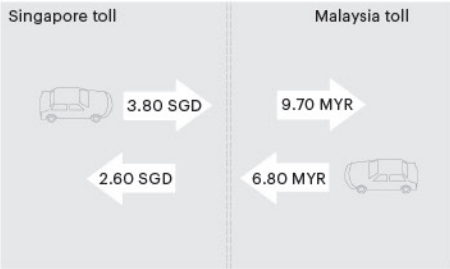 Singapore toll
Malaysia toll
3.80 SGD
9.70 MYR
2.60 SGD
6.80 MYR